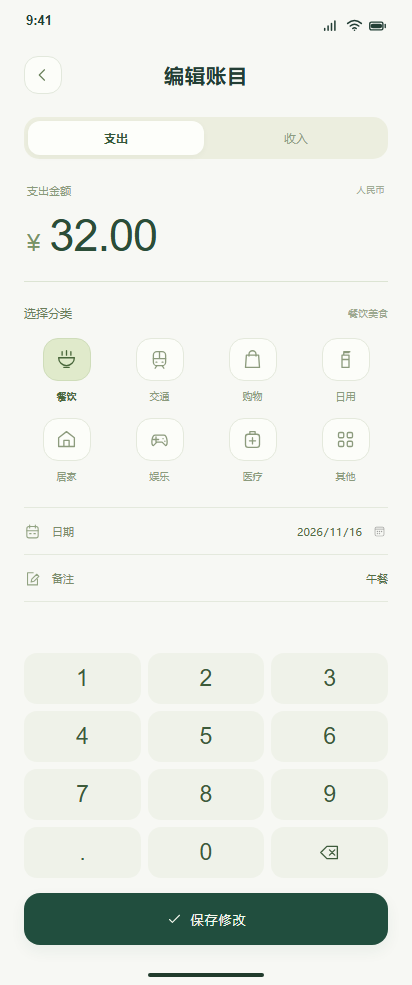 9:41
编辑账目
支出 收入
支出金额 人民币
¥ 32.00
选择分类 餐饮美食
餐饮 交通 购物 日用
居家 娱乐 医疗 其他
日期 2026/11/16
备注 午餐
1 2 3
4 5 6
7 8 9
. 0
保存修改